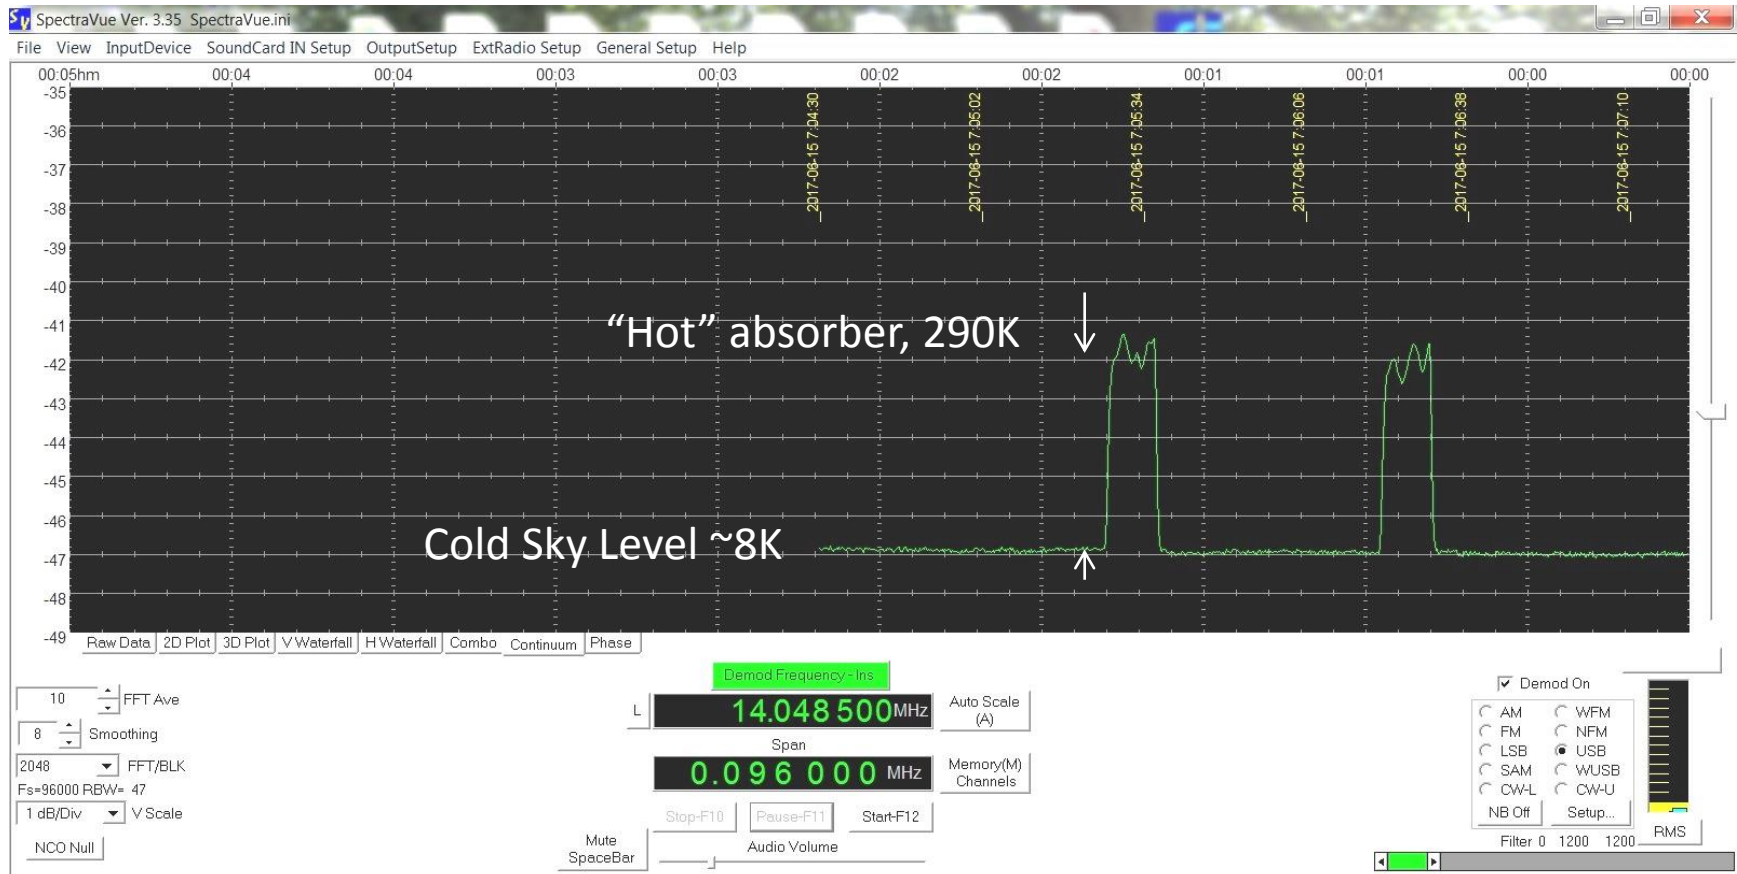 SpectraVue Ver. 3.35 SpectraVue.ini
File View InputDevice SoundCard IN Setup OutputSetup ExtRadio Setup General Setup Help
00:05hm 00:04 00:04 00:03 00:03 00:02 00:02 00:01 00:01 00:00 00:00
-35
2017-06-15 7:04:30
2017-06-15 7:05:02
2017-06-15 7:05:34
2017-06-15 7:06:06
2017-06-15 7:06:38
2017-06-15 7:07:10
-36
-37
-38
-39
-40
-41
“Hot” absorber, 290K
-42
-43
-44
-45
-46
Cold Sky Level ~8K
-47
-48
-49
Raw Data 2D Plot 3D Plot V Waterfall H Waterfall Combo Continuum Phase
Demod Frequency - Ins
10 FFT Ave
L 14.048 500 MHz
Auto Scale
(A)
8 Smoothing
Span
2048 FFT/BLK
0.096 000 MHz
Memory(M)
Channels
Fs=96000 RBW= 47
1 dB/Div V Scale
Stop-F10 Pause-F11 Start-F12
NCO Null
Mute
SpaceBar
Audio Volume
Demod On
AM WFM
FM NFM
LSB USB
SAM WUSB
CW-L CW-U
NB Off Setup...
RMS
Filter 0 1200 1200